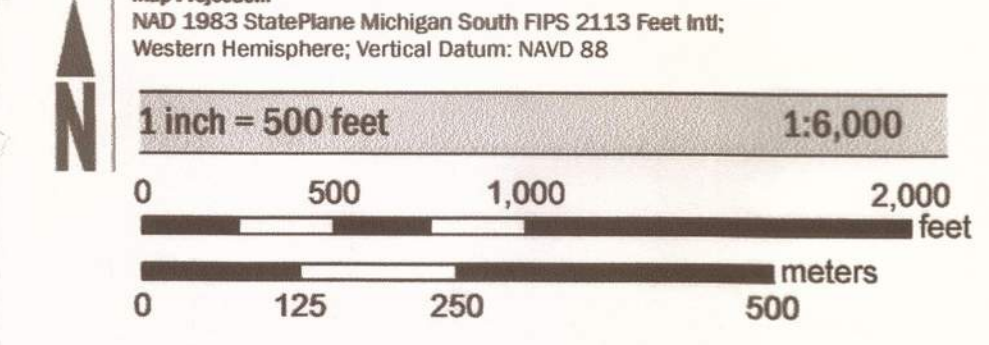 NAD 1983 StatePlane Michigan South FIPS 2113 Feet Intl;
Western Hemisphere; Vertical Datum: NAVD 88
N
1 inch = 500 feet 1:6,000
0 500 1,000 2,000
feet
meters
0 125 250 500